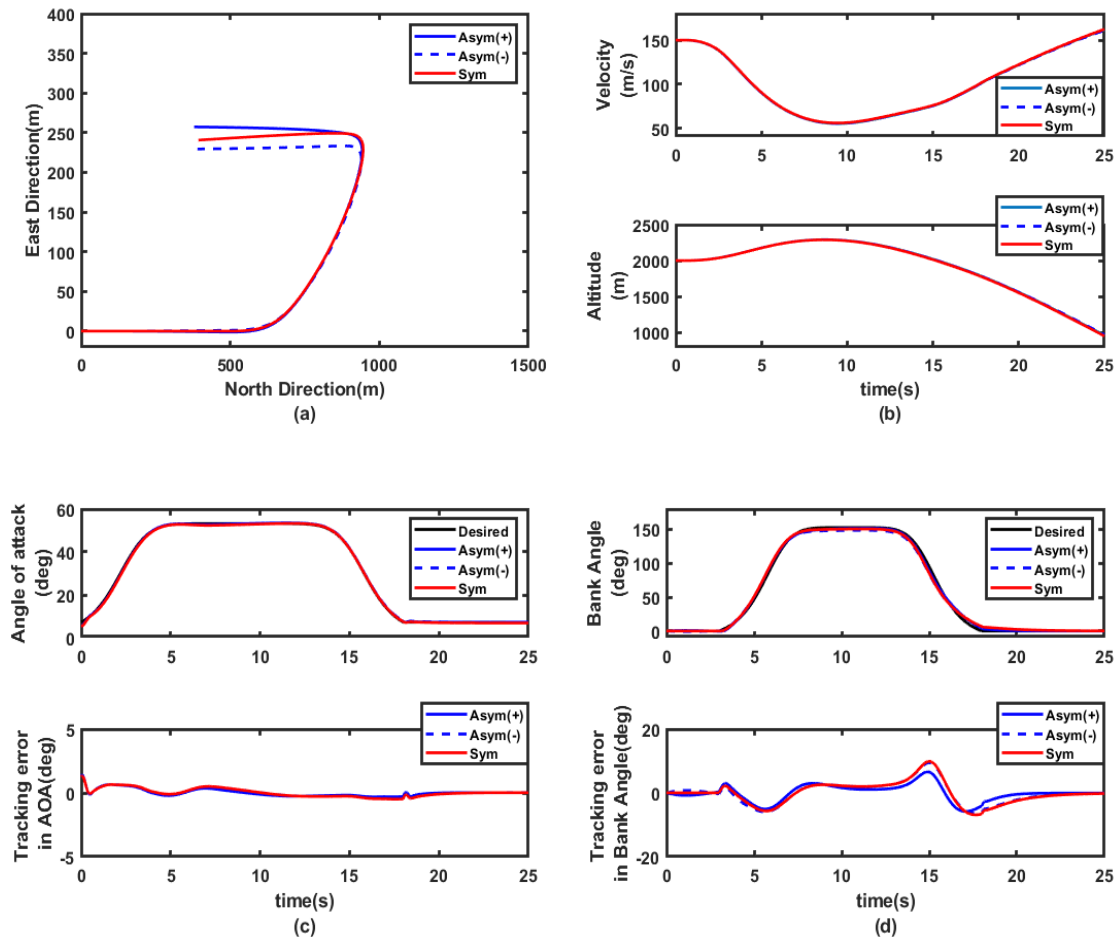 400
350
300
250
200
150
100
50
0
East Direction(m)
0 500 1000 1500
North Direction(m)
(a)
Asym(+)
Asym(-)
Sym
150
100
50
Velocity
(m/s)
0 5 10 15 20 25
Asym(+)
Asym(-)
Sym
2500
2000
1500
1000
Altitude
(m)
0 5 10 15 20 25
time(s)
(b)
Asym(+)
Asym(-)
Sym
60
40
20
0
Angle of attack
(deg)
0 5 10 15 20 25
Desired
Asym(+)
Asym(-)
Sym
5
0
-5
Tracking error
in AOA(deg)
0 5 10 15 20 25
time(s)
(c)
Asym(+)
Asym(-)
Sym
150
100
50
0
Bank Angle
(deg)
0 5 10 15 20 25
Desired
Asym(+)
Asym(-)
Sym
20
0
-20
Tracking error
in Bank Angle(deg)
0 5 10 15 20 25
time(s)
(d)
Asym(+)
Asym(-)
Sym